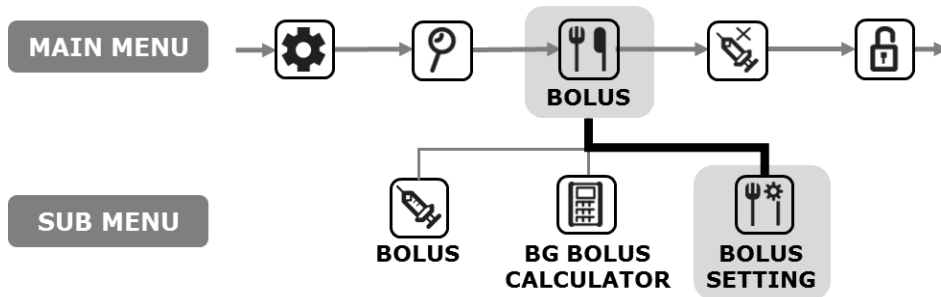 MAIN MENU
BOLUS
SUB MENU
BOLUS
BG BOLUS
CALCULATOR
BOLUS
SETTING